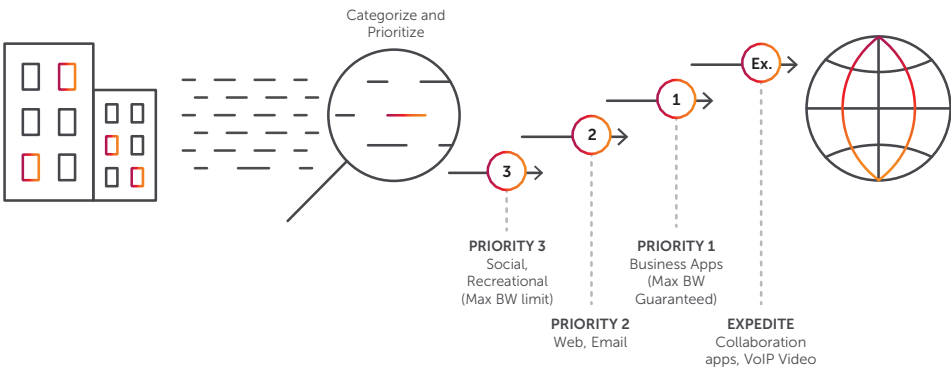 Categorize and
Prioritize
Ex.
1
2
3
PRIORITY 3
Social,
Recreational
(Max BW limit)
PRIORITY 1
Business Apps
(Max BW
Guaranteed)
PRIORITY 2
Web, Email
EXPEDITE
Collaboration
apps, VoIP Video